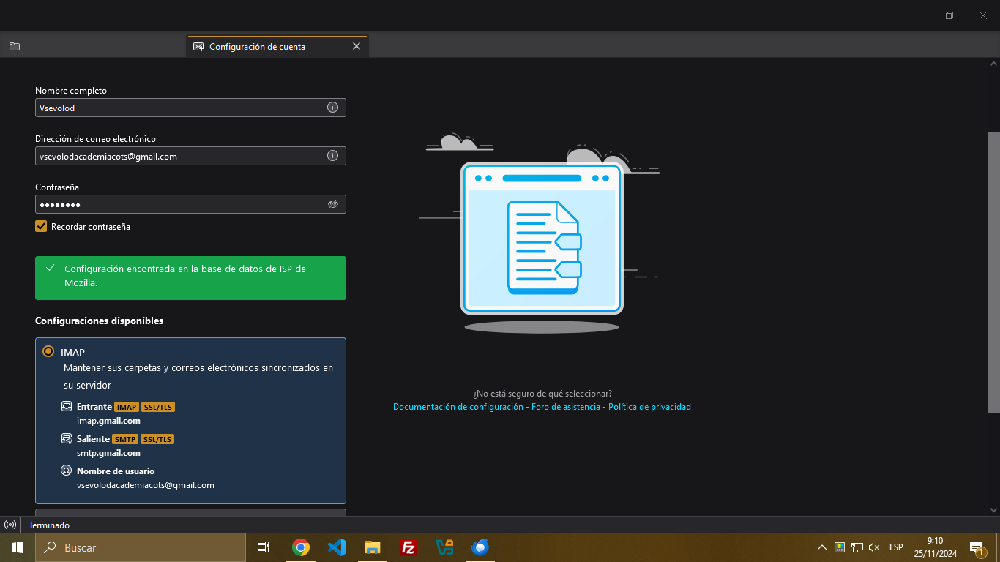 Configuración de cuenta
Nombre completo
Vsevolod
Dirección de correo electrónico
vsevolodacademiacots@gmail.com
Contraseña
••••••••
Recordar contraseña
Configuración encontrada en la base de datos de ISP de
Mozilla.
Configuraciones disponibles
IMAP
Mantener sus carpetas y correos electrónicos sincronizados en
su servidor
Entrante IMAP SSL/TLS
imap.gmail.com
Saliente SMTP SSL/TLS
smtp.gmail.com
Nombre de usuario
vsevolodacademiacots@gmail.com
¿No está seguro de qué seleccionar?
Documentación de configuración - Foro de asistencia - Política de privacidad
Terminado
Buscar
Fz
ESP
9:10
25/11/2024
1